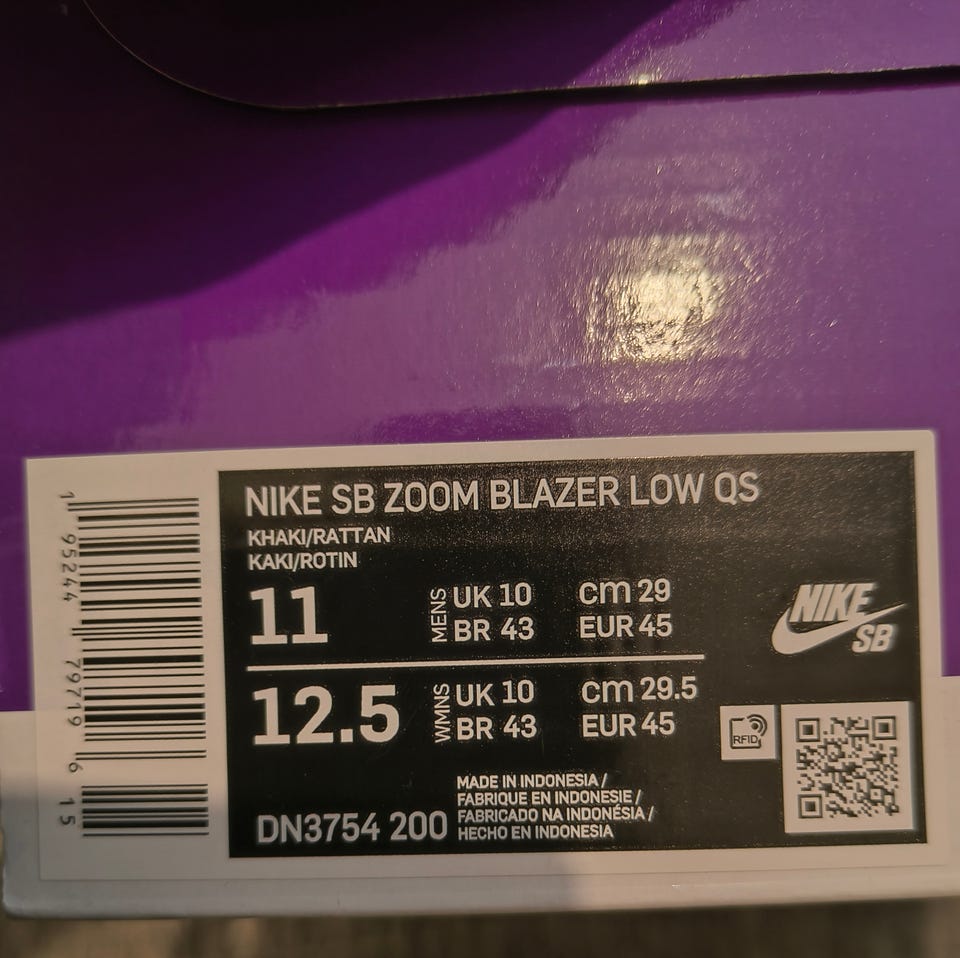 NIKE SB ZOOM BLAZER LOW QS
KHAKI/RATTAN
KAKI/ROTIN
11 MENS UK 10 cm 29
BR 43 EUR 45
12.5 WMNS UK 10 cm 29.5
BR 43 EUR 45
MADE IN INDONESIA /
FABRIQUE EN INDONESIE /
FABRICADO NA INDONÉSIA /
HECHO EN INDONESIA
DN3754 200
NIKE
SB
RFID
1 95244 79719 6 15